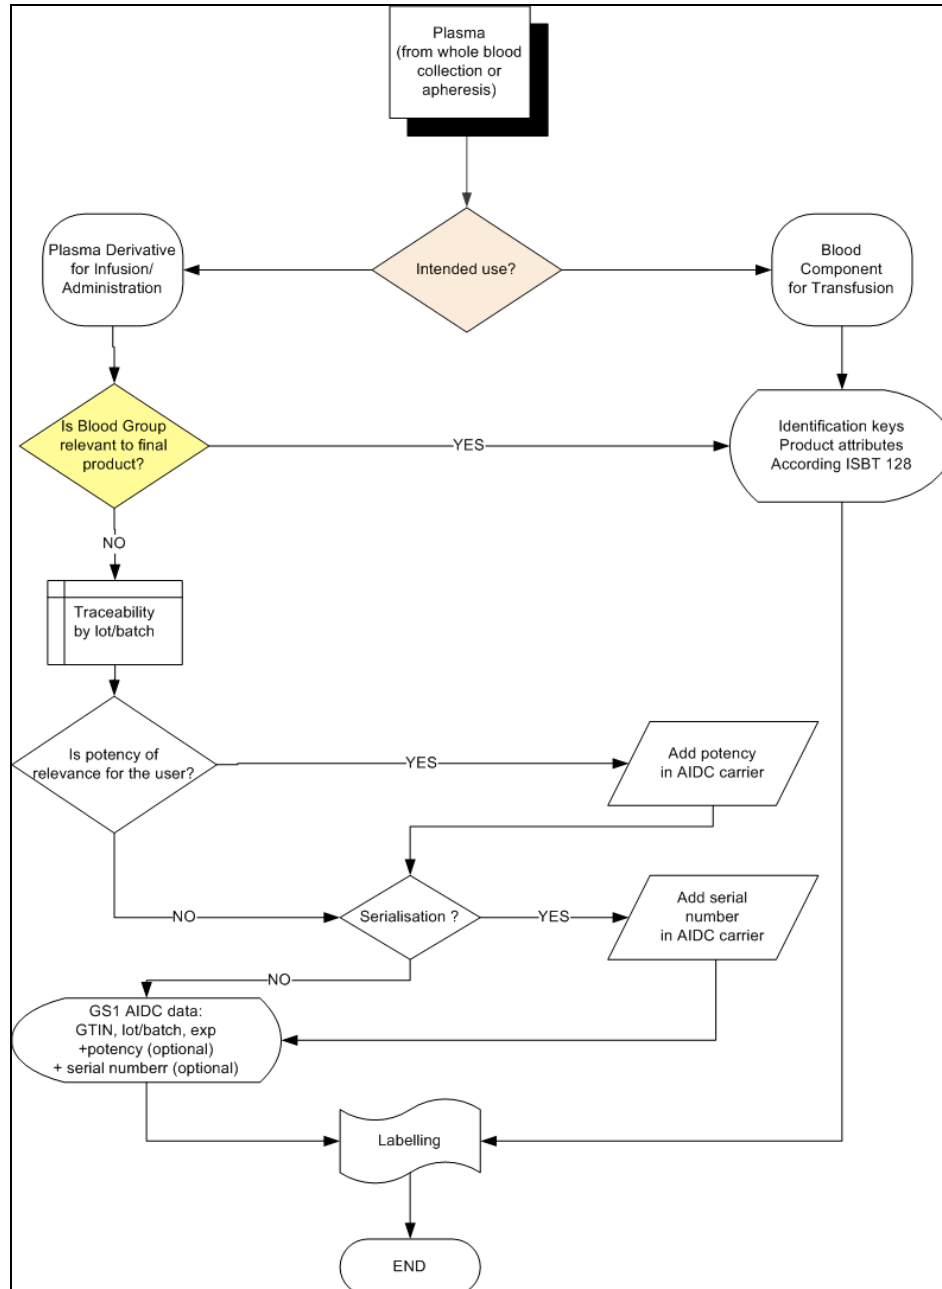 Plasma
(from whole blood
collection or
apheresis)
Intended use?
Plasma Derivative
for Infusion/
Administration
Blood
Component
for Transfusion
Is Blood Group
relevant to final
product?
YES
Identification keys
Product attributes
According ISBT 128
NO
Traceability
by lot/batch
Is potency of
relevance for the user?
YES
Add potency
in AIDC carrier
NO
Serialisation ?
YES
Add serial
number
in AIDC carrier
NO
GS1 AIDC data:
GTIN, lot/batch, exp
+potency (optional)
+ serial numberr (optional)
Labelling
END